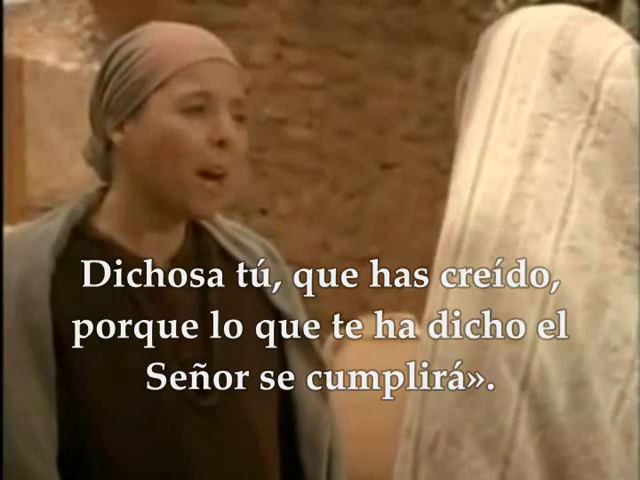 Dichosa tú, que has creído,
porque lo que te ha dicho el
Señor se cumplirá».